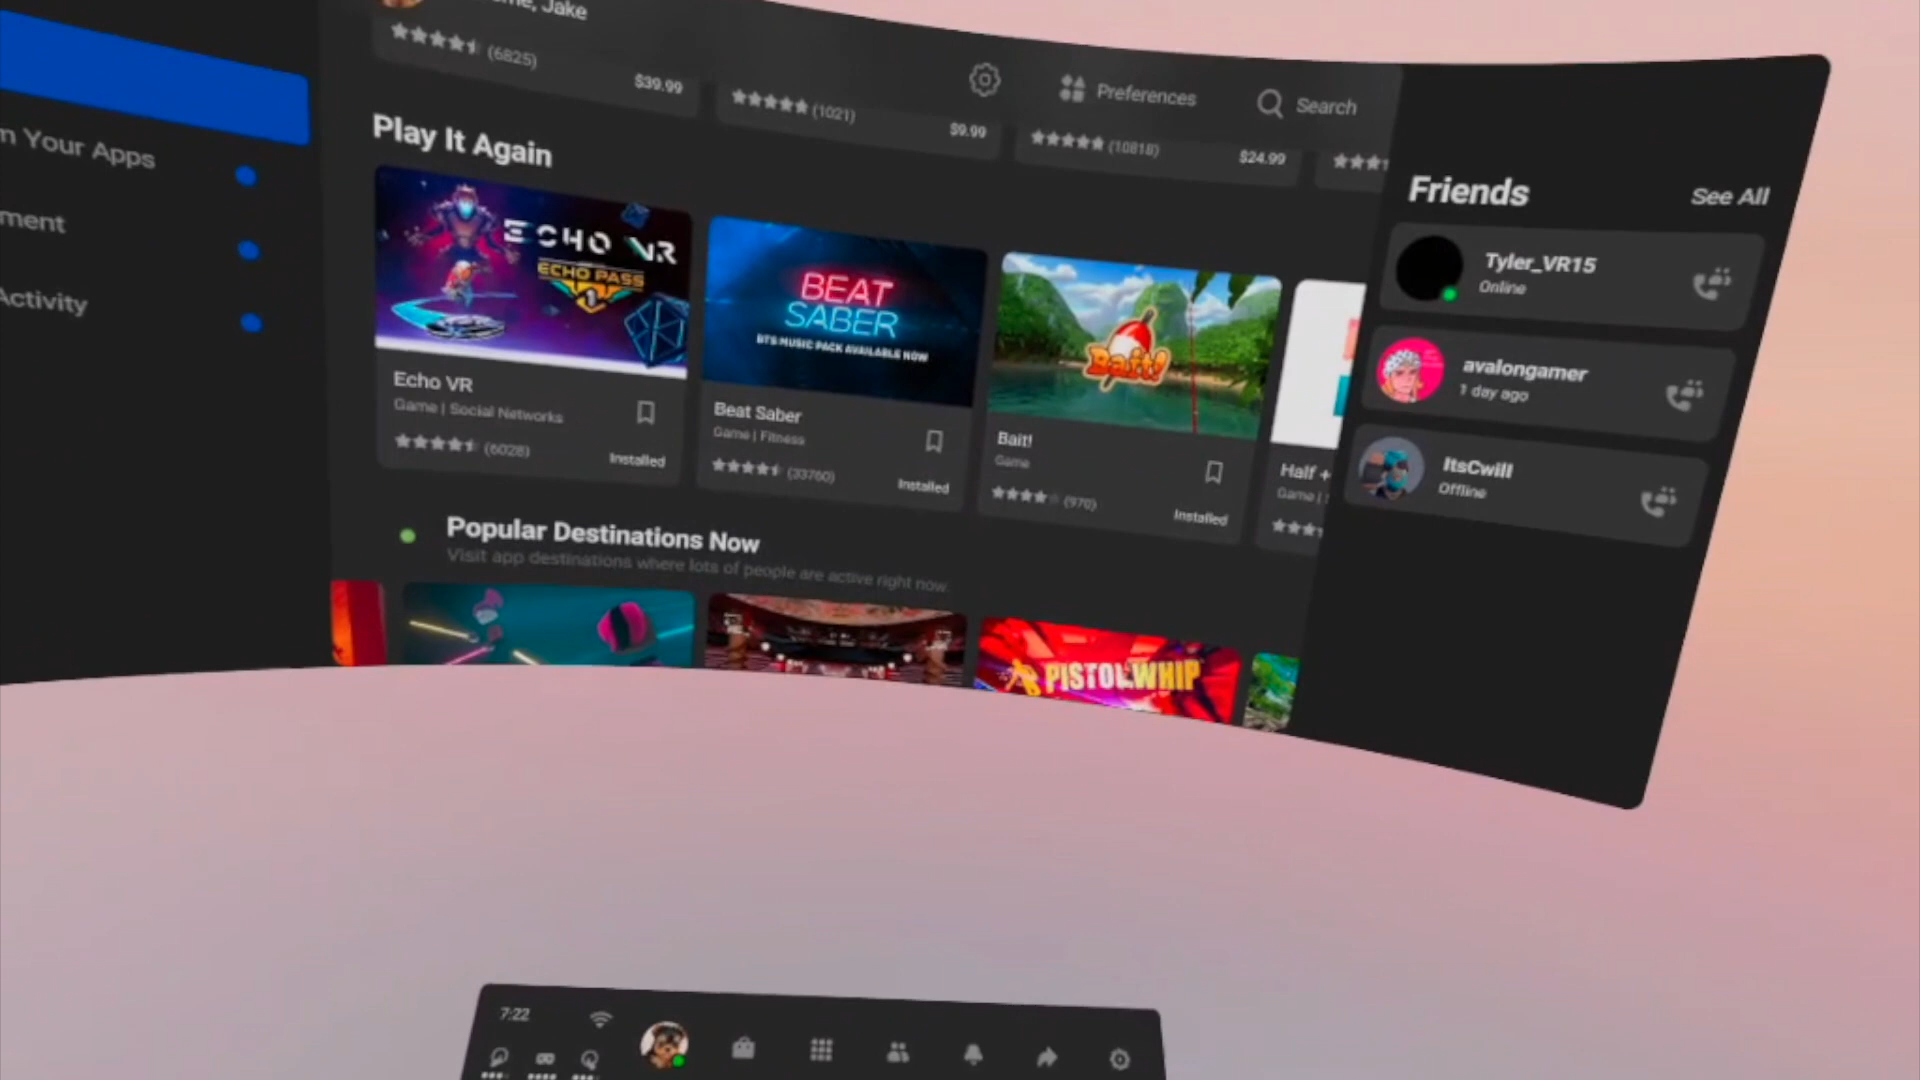 Jake
(6825)
$39.99
(1021)
$9.99
(10818)
$24.99
Preferences
Search
Your Apps
Activity
Play It Again
ECHO VR
ECHO PASS
1
Echo VR
Game | Social Networks
(6028)
Installed
BEAT
SABER
BTS MUSIC PACK AVAILABLE NOW
Beat Saber
Game | Fitness
(33760)
Installed
Bait!
Bait!
Game
(970)
Installed
Half +
Game |
Popular Destinations Now
Visit app destinations where lots of people are active right now.
PISTOL WHIP
Friends
See All
Tyler_VR15
Online
avalongamer
1 day ago
ItsCwill
Offline
7:22